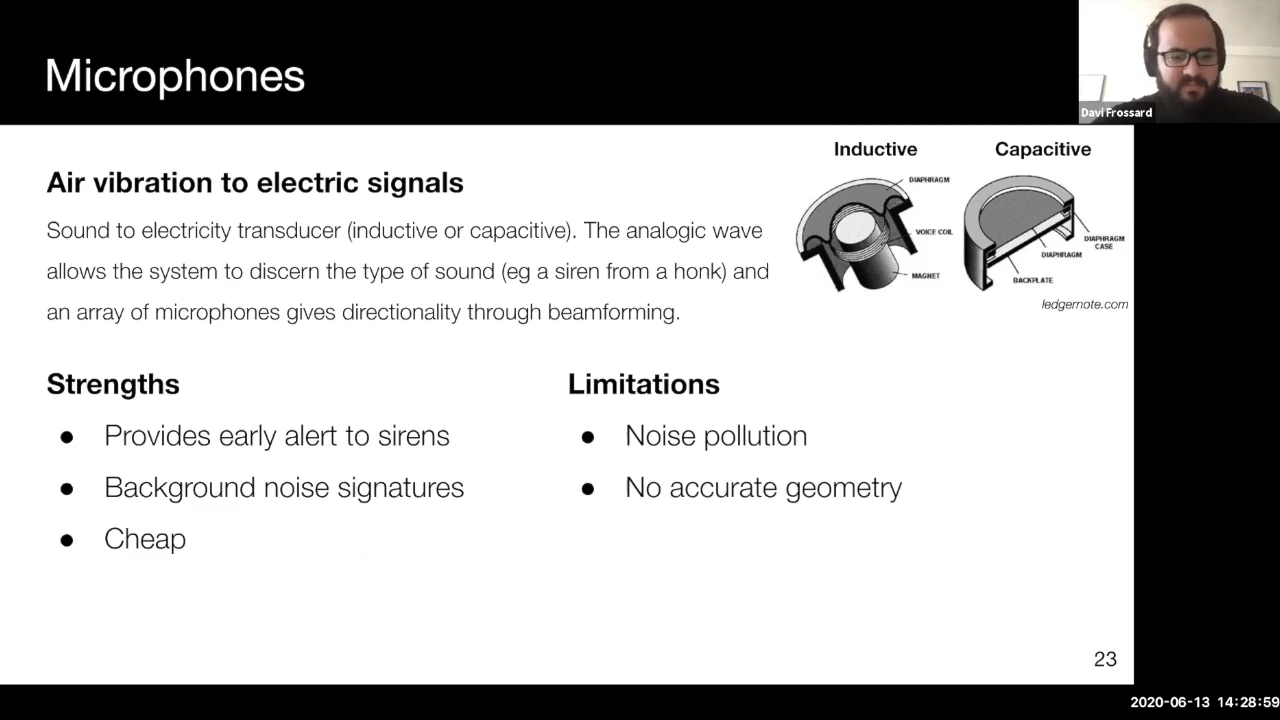 Microphones
Davi Frossard
Air vibration to electric signals
Sound to electricity transducer (inductive or capacitive). The analogic wave
allows the system to discern the type of sound (eg a siren from a honk) and
an array of microphones gives directionality through beamforming.
Inductive
DIAPHRAGM
VOICE COIL
MAGNET
Capacitive
DIAPHRAGM
CASE
DIAPHRAGM
BACKPLATE
ledgernote.com
Strengths
● Provides early alert to sirens
● Background noise signatures
● Cheap
Limitations
● Noise pollution
● No accurate geometry
23
2020-06-13 14:28:59